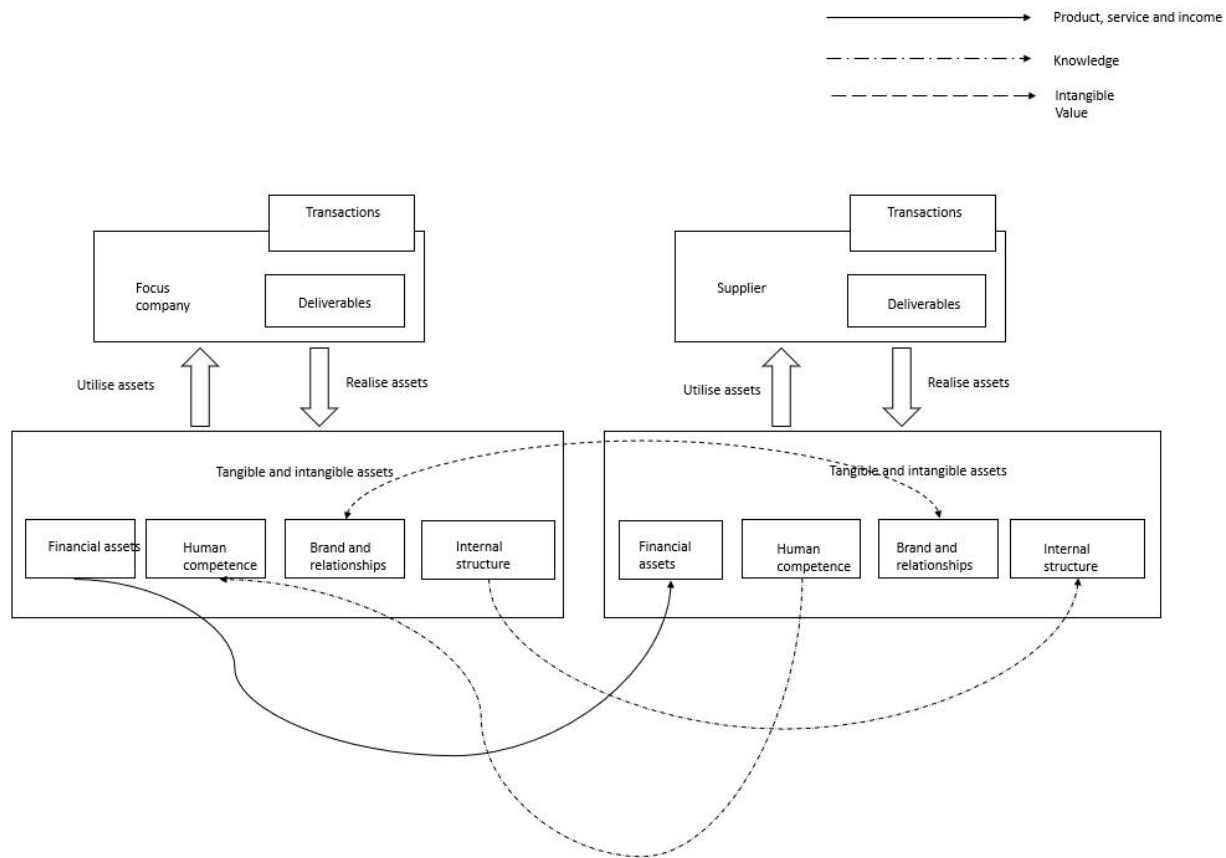 Product, service and income
Knowledge
Intangible
Value
Transactions
Focus
company
Deliverables
Transactions
Supplier
Deliverables
Utilise assets
Realise assets
Utilise assets
Realise assets
Tangible and intangible assets
Financial assets
Human
competence
Brand and
relationships
Internal
structure
Tangible and intangible assets
Financial
assets
Human
competence
Brand and
relationships
Internal
structure